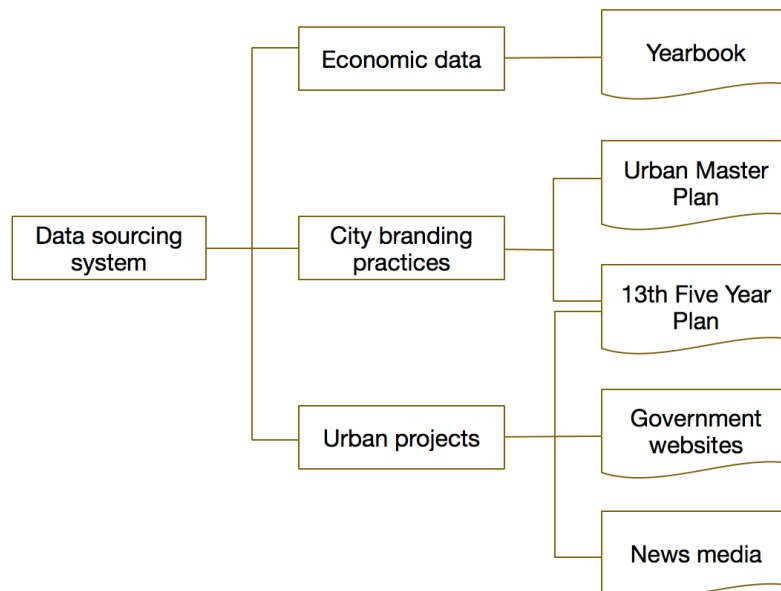 Economic data
Yearbook
Data sourcing
system
City branding
practices
Urban Master
Plan
13th Five Year
Plan
Urban projects
Government
websites
News media